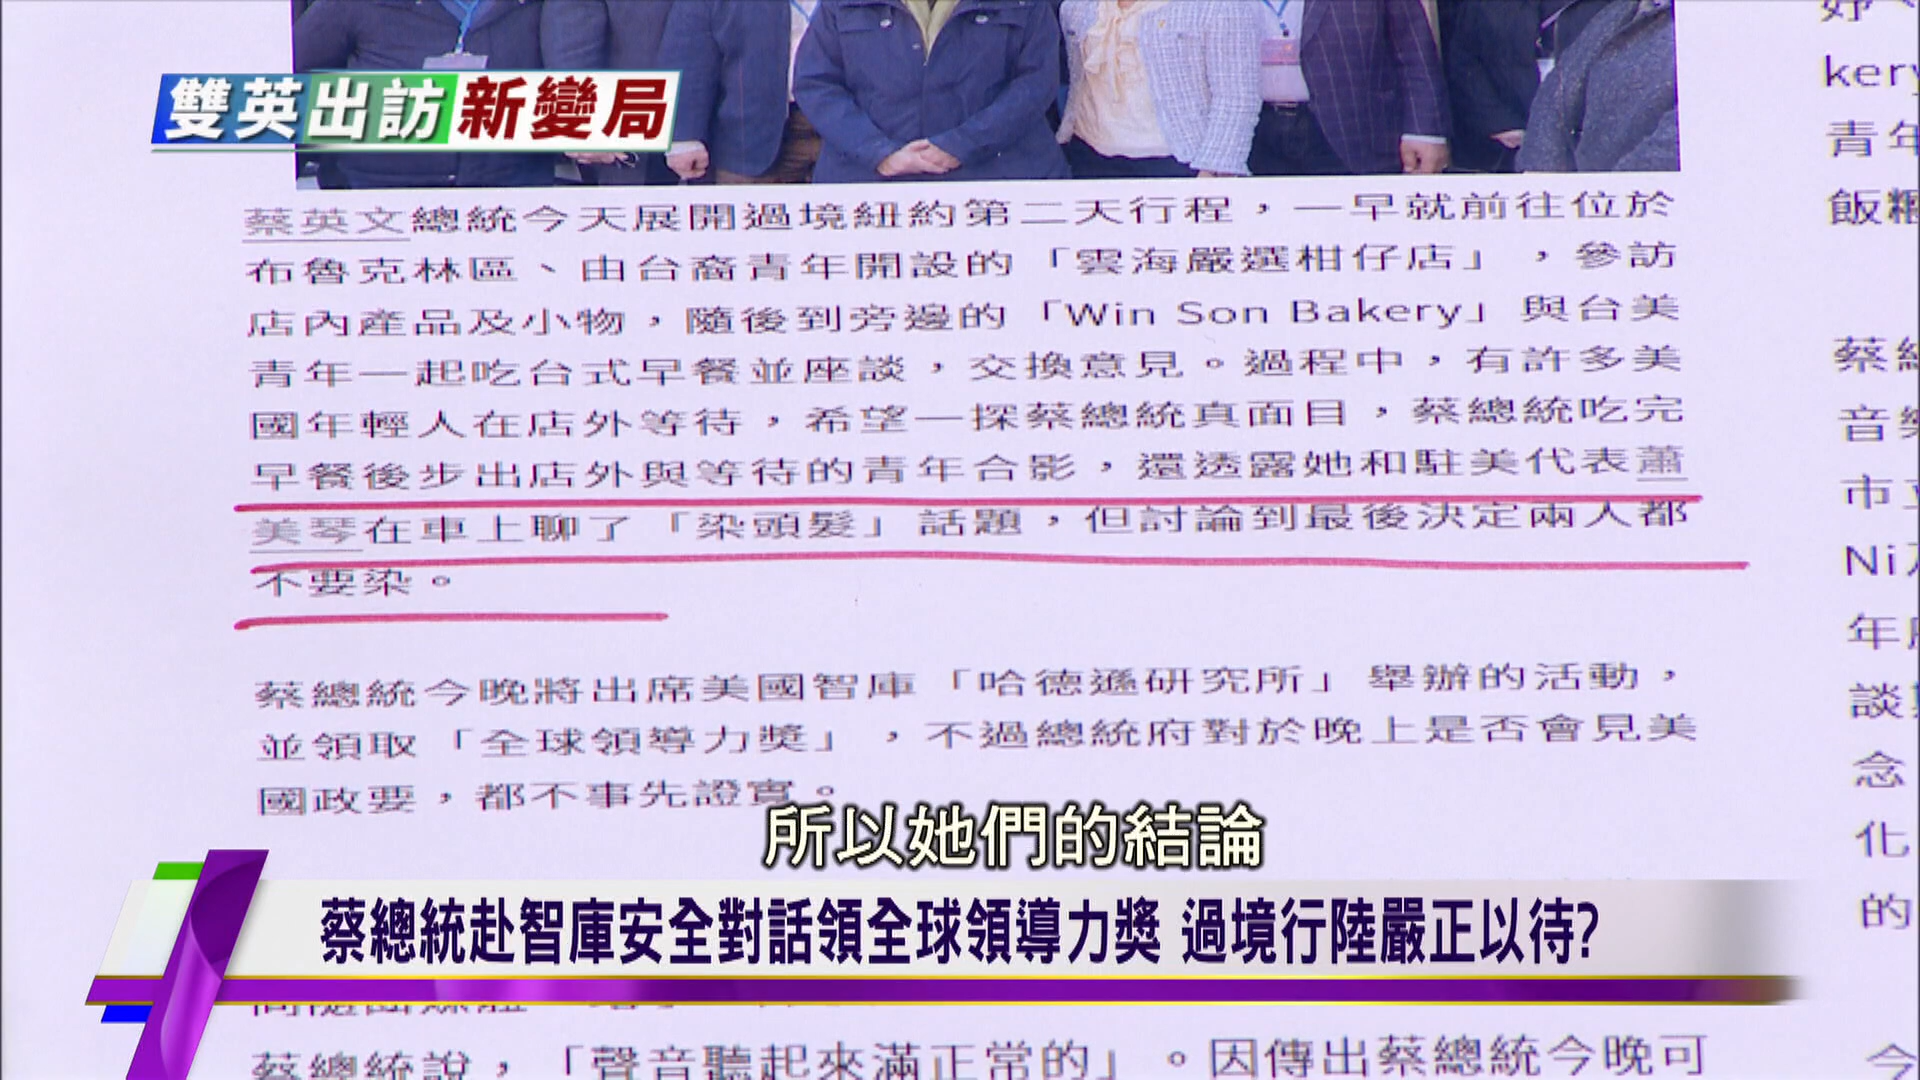 雙英出訪新變局
蔡英文總統今天展開過境紐約第二天行程，一早就前往位於
布魯克林區、由台裔青年開設的「雲海嚴選柑仔店」，參訪
店內產品及小物，隨後到旁邊的「Win Son Bakery」與台美
青年一起吃台式早餐並座談，交換意見。過程中，有許多美
國年輕人在店外等待，希望一探蔡總統真面目，蔡總統吃完
早餐後步出店外與等待的青年合影，還透露她和駐美代表蕭
美琴在車上聊了「染頭髮」話題，但討論到最後決定兩人都
不要染。
蔡總統今晚將出席美國智庫「哈德遜研究所」舉辦的活動，
並領取「全球領導力獎」，不過總統府對於晚上是否會見美
國政要，都不事先證實。
所以她們的結論
蔡總統赴智庫安全對話領全球領導力獎 過境行陸嚴正以待?
蔡總統說，「聲音聽起來滿正常的」。因傳出蔡總統今晚可
ker
青年
飯糰
蔡總
音樂
市立
Ni
年
談
念
化
的
今